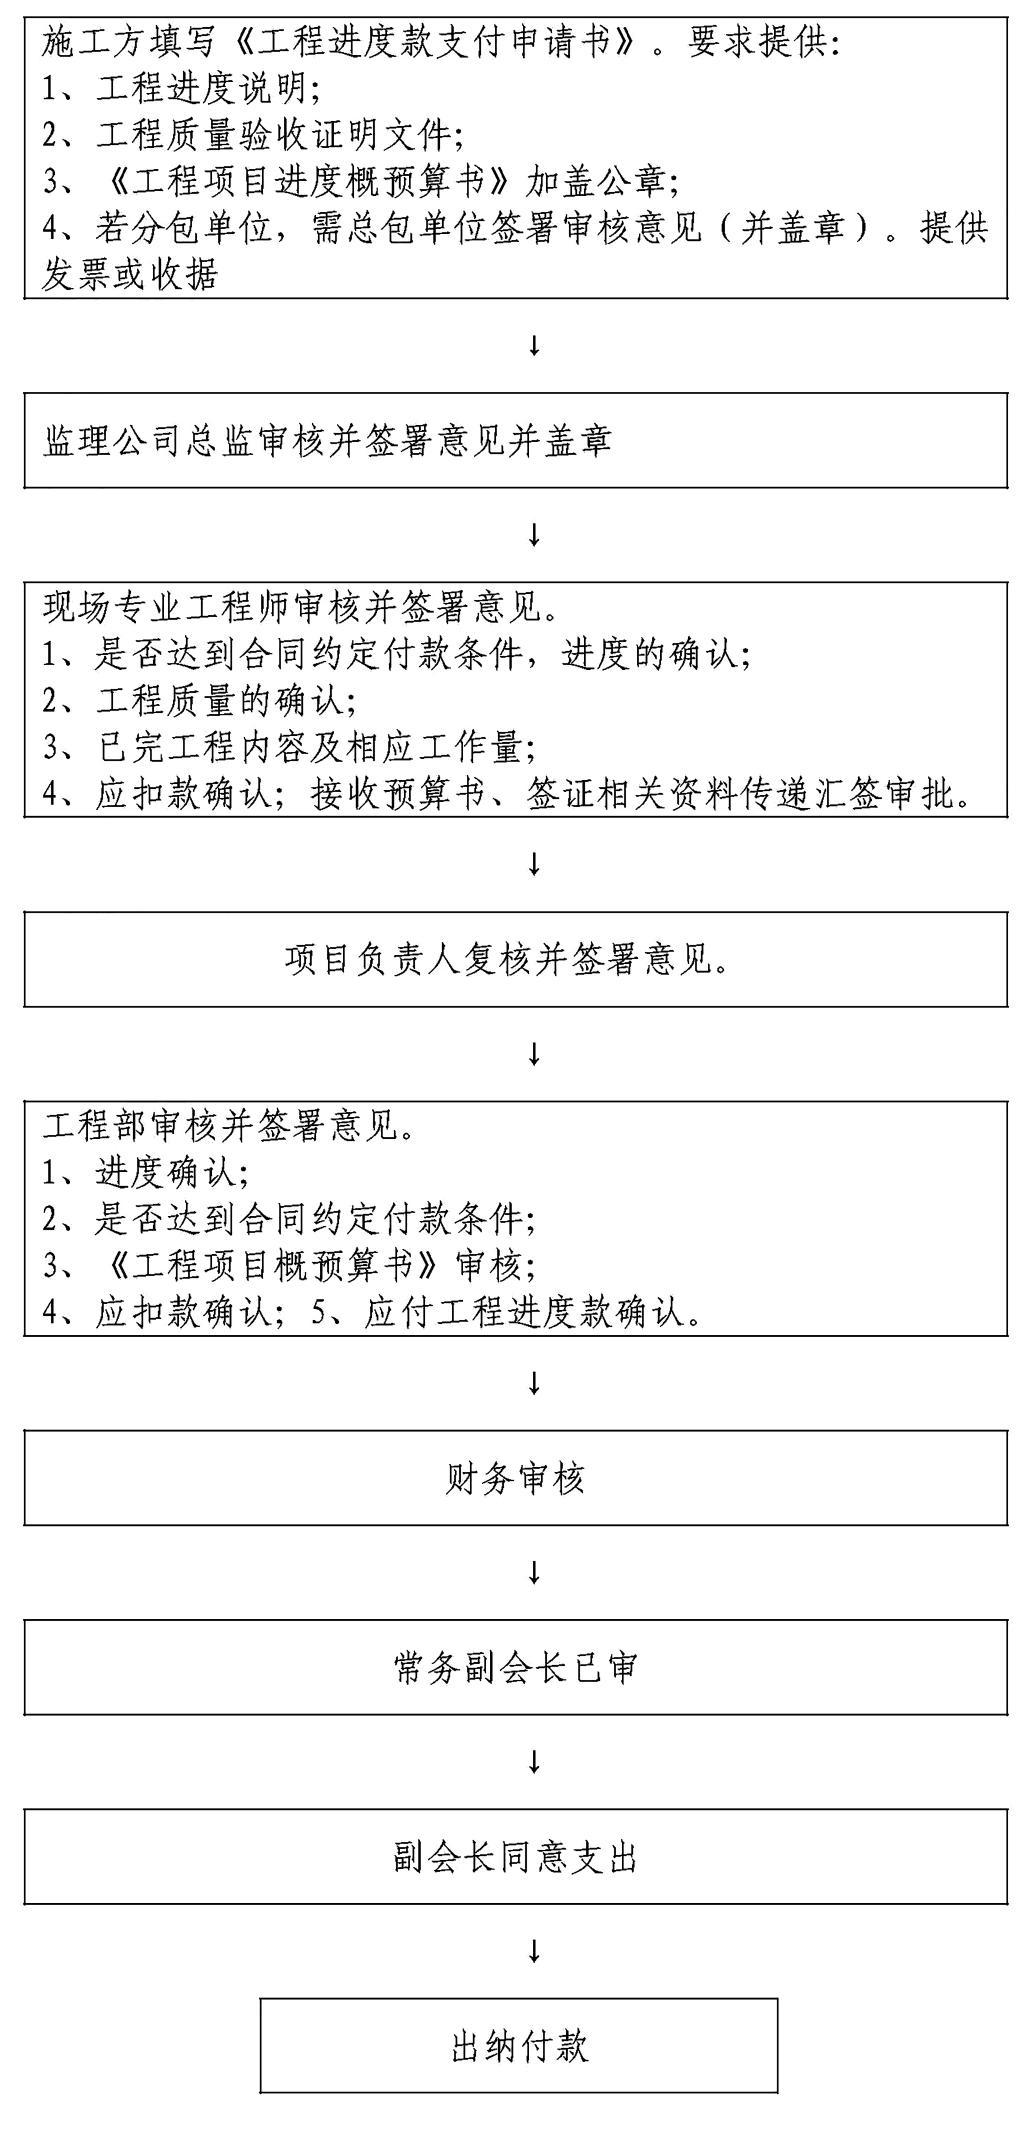 施工方填写《工程进度款支付申请书》。要求提供：
1、工程进度说明；
2、工程质量验收证明文件；
3、《工程项目进度概预算书》加盖公章；
4、若分包单位，需总包单位签署审核意见（并盖章）。提供
发票或收据
↓
监理公司总监审核并签署意见并盖章
↓
现场专业工程师审核并签署意见。
1、是否达到合同约定付款条件，进度的确认；
2、工程质量的确认；
3、已完工程内容及相应工作量；
4、应扣款确认；接收预算书、签证相关资料传递汇签审批。
↓
项目负责人复核并签署意见。
↓
工程部审核并签署意见。
1、进度确认；
2、是否达到合同约定付款条件；
3、《工程项目概预算书》审核；
4、应扣款确认；5、应付工程进度款确认。
↓
财务审核
↓
常务副会长已审
↓
副会长同意支出
↓
出纳付款